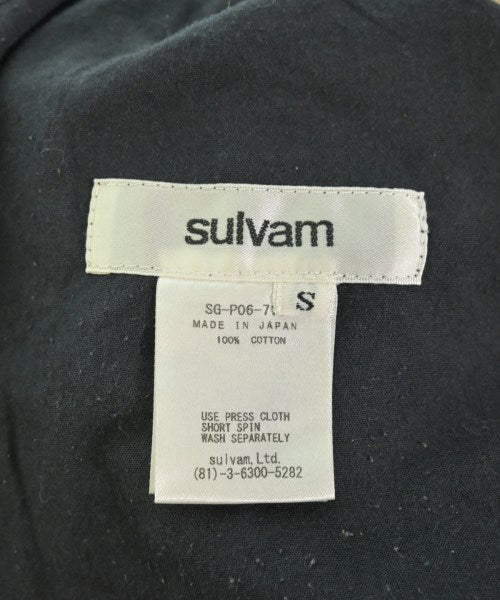 sulvam
S
SG-P06-7
MADE IN JAPAN
100% COTTON
USE PRESS CLOTH
SHORT SPIN
WASH SEPARATELY
sulvam,Ltd.
(81)-3-6300-5282